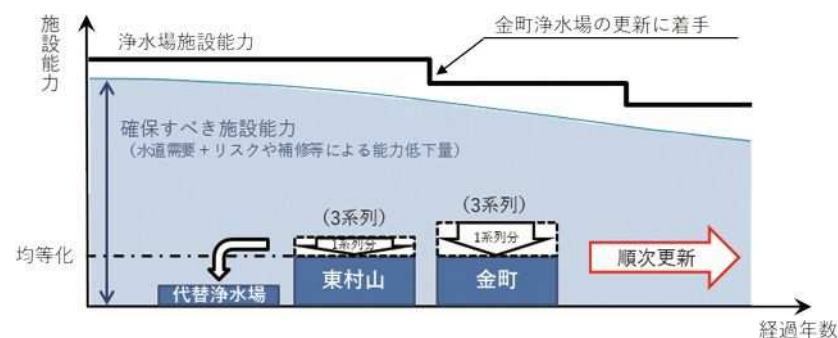 施設能力
浄水場施設能力
金町浄水場の更新に着手
確保すべき施設能力
（水道需要＋リスクや補修等による能力低下量）
(3系列)
(3系列)
1系列分
1系列分
均等化
東村山
金町
順次更新
代替浄水場
経過年数